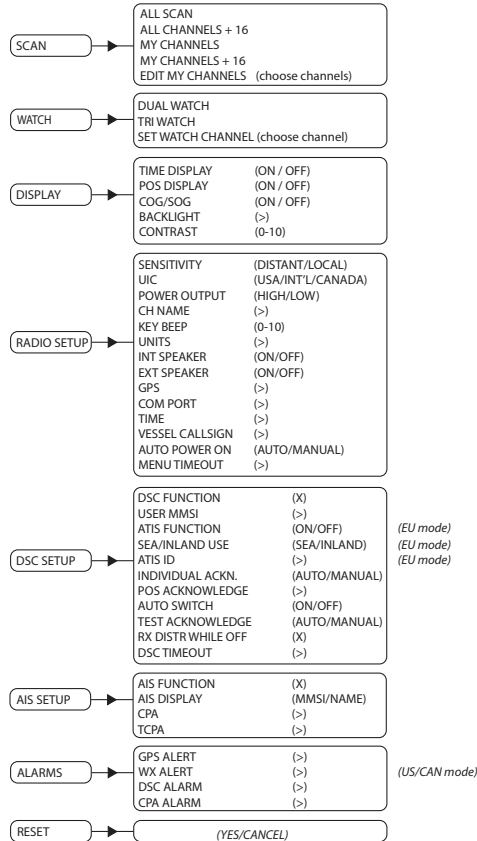 SCAN
ALL SCAN
ALL CHANNELS + 16
MY CHANNELS
MY CHANNELS + 16
EDIT MY CHANNELS (choose channels)
WATCH
DUAL WATCH
TRI WATCH
SET WATCH CHANNEL (choose channel)
DISPLAY
TIME DISPLAY (ON / OFF)
POS DISPLAY (ON / OFF)
COG/SOG (ON / OFF)
BACKLIGHT (>)
CONTRAST (0-10)
RADIO SETUP
SENSITIVITY (DISTANT/LOCAL)
UIC (USA/INT'L/CANADA)
POWER OUTPUT (HIGH/LOW)
CH NAME (>)
KEY BEEP (0-10)
UNITS (>)
INT SPEAKER (ON/OFF)
EXT SPEAKER (ON/OFF)
GPS (>)
COM PORT (>)
TIME (>)
VESSEL CALLSIGN (>)
AUTO POWER ON (AUTO/MANUAL)
MENU TIMEOUT (>)
DSC SETUP
DSC FUNCTION (X)
USER MMSI (>)
ATIS FUNCTION (ON/OFF) (EU mode)
SEA/INLAND USE (SEA/INLAND) (EU mode)
ATIS ID (>) (EU mode)
INDIVIDUAL ACKN. (AUTO/MANUAL)
POS ACKNOWLEDGE (>)
AUTO SWITCH (ON/OFF)
TEST ACKNOWLEDGE (AUTO/MANUAL)
RX DISTR WHILE OFF (X)
DSC TIMEOUT (>)
AIS SETUP
AIS FUNCTION (X)
AIS DISPLAY (MMSI/NAME)
CPA (>)
TCPA (>)
ALARMS
GPS ALERT (>)
WX ALERT (>) (US/CAN mode)
DSC ALARM (>)
CPA ALARM (>)
RESET
(YES/CANCEL)